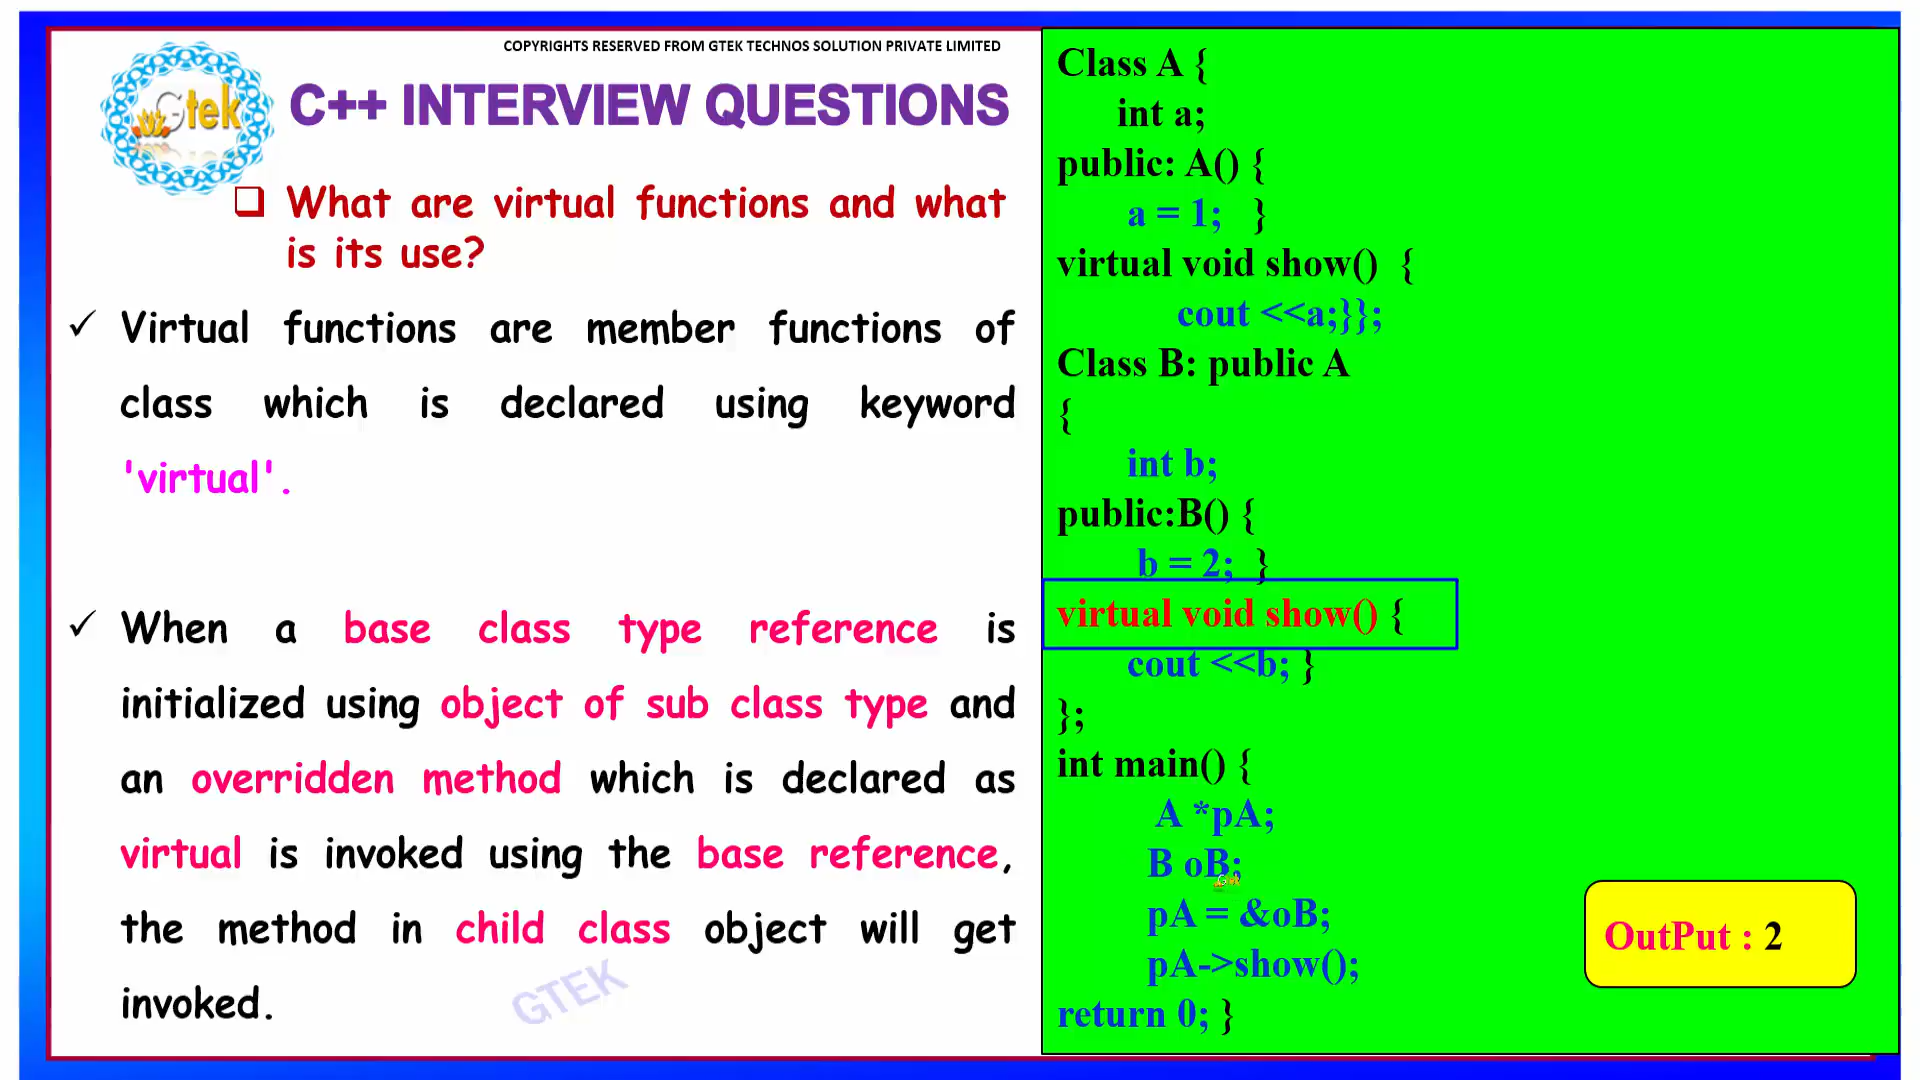 COPYRIGHTS RESERVED FROM GTEK TECHNOS SOLUTION PRIVATE LIMITED
Gtek
C++ INTERVIEW QUESTIONS
What are virtual functions and what
is its use?
Virtual functions are member functions of
class which is declared using keyword
'virtual'.
When a base class type reference is
initialized using object of sub class type and
an overridden method which is declared as
virtual is invoked using the base reference,
the method in child class object will get
invoked.
GTEK
Class A {
int a;
public: A() {
a = 1; }
virtual void show() {
cout <<a;}};
Class B: public A
{
int b;
public:B() {
b = 2; }
virtual void show() {
cout <<b; }
};
int main() {
A *pA;
B oB;
pA = &oB;
pA->show();
return 0; }
OutPut : 2